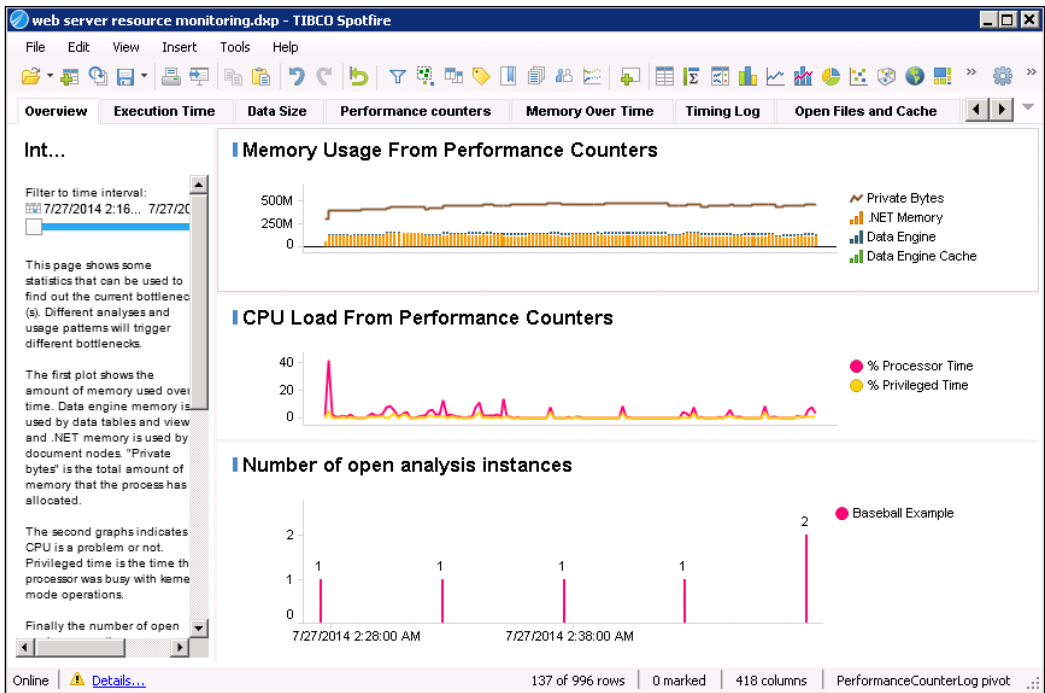 web server resource monitoring.dxp - TIBCO Spotfire
File Edit View Insert Tools Help
Overview Execution Time Data Size Performance counters Memory Over Time Timing Log Open Files and Cache
Int...
Filter to time interval:
7/27/2014 2:16... 7/27/20
This page shows some
statistics that can be used to
find out the current bottlenec
(s). Different analyses and
usage patterns will trigger
different bottlenecks.
The first plot shows the
amount of memory used over
time. Data engine memory is
used by data tables and view
and .NET memory is used by
document nodes. "Private
bytes" is the total amount of
memory that the process has
allocated.
The second graphs indicates
CPU is a problem or not.
Privileged time is the time th
processor was busy with kerne
mode operations.
Finally the number of open
Memory Usage From Performance Counters
500M
250M
0
Private Bytes
.NET Memory
Data Engine
Data Engine Cache
CPU Load From Performance Counters
40
20
0
% Processor Time
% Privileged Time
Number of open analysis instances
2
1
0
1 1 1 1 2
7/27/2014 2:28:00 AM 7/27/2014 2:38:00 AM
Baseball Example
Online Details... 137 of 996 rows 0 marked 418 columns PerformanceCounterLog pivot